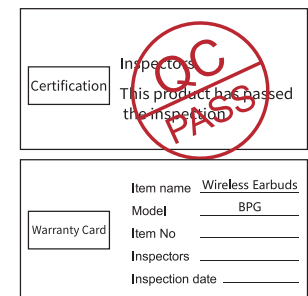 Certification
Inspectors
This product has passed
the inspection
QC
PASS
Warranty Card
Item name Wireless Earbuds
Model BPG
Item No
Inspectors
Inspection date